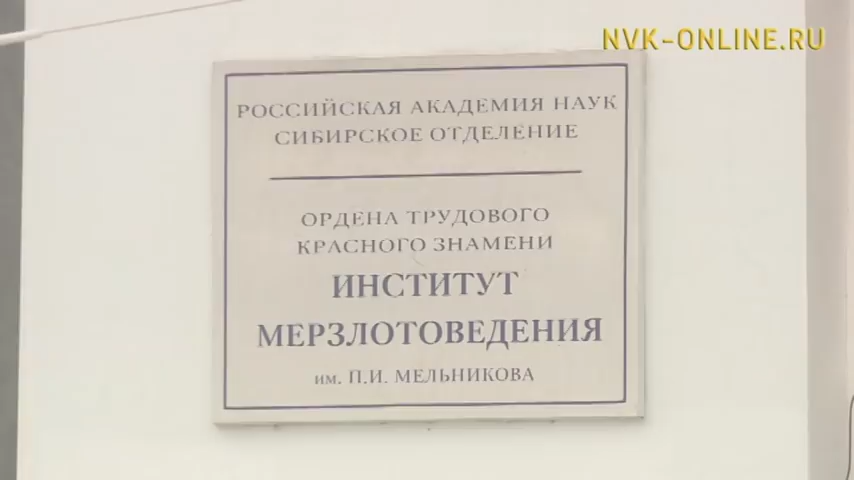 NVK-ONLINE.RU
РОССИЙСКАЯ АКАДЕМИЯ НАУК
СИБИРСКОЕ ОТДЕЛЕНИЕ
ОРДЕНА ТРУДОВОГО
КРАСНОГО ЗНАМЕНИ
ИНСТИТУТ
МЕРЗЛОТОВЕДЕНИЯ
им. П.И. МЕЛЬНИКОВА